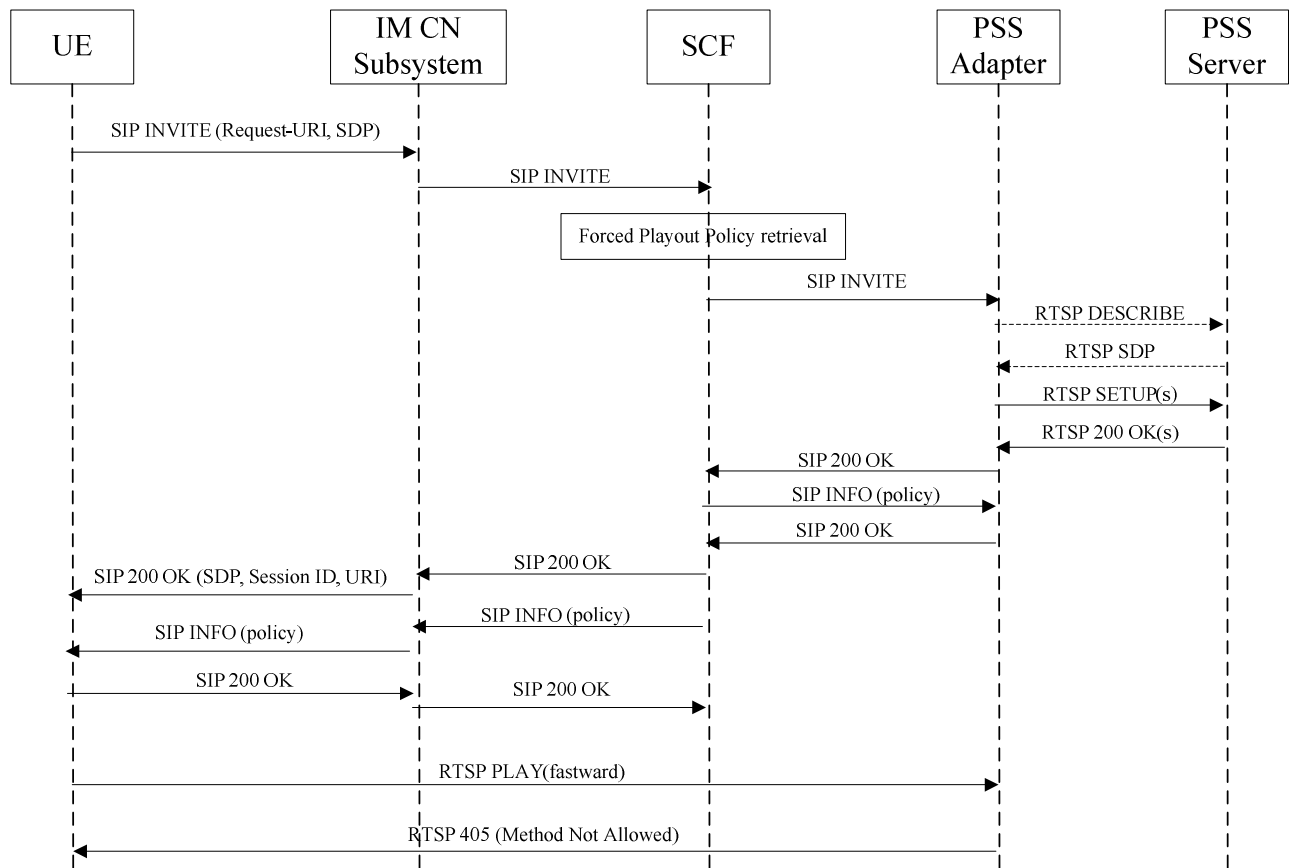 UE
IM CN
Subsystem
SCF
PSS
Adapter
PSS
Server
SIP INVITE (Request-URI, SDP)
SIP INVITE
Forced Playout Policy retrieval
SIP INVITE
RTSP DESCRIBE
RTSP SDP
RTSP SETUP(s)
RTSP 200 OK(s)
SIP 200 OK
SIP INFO (policy)
SIP 200 OK
SIP 200 OK
SIP 200 OK (SDP, Session ID, URI)
SIP INFO (policy)
SIP INFO (policy)
SIP 200 OK
SIP 200 OK
RTSP PLAY(fastward)
RTSP 405 (Method Not Allowed)